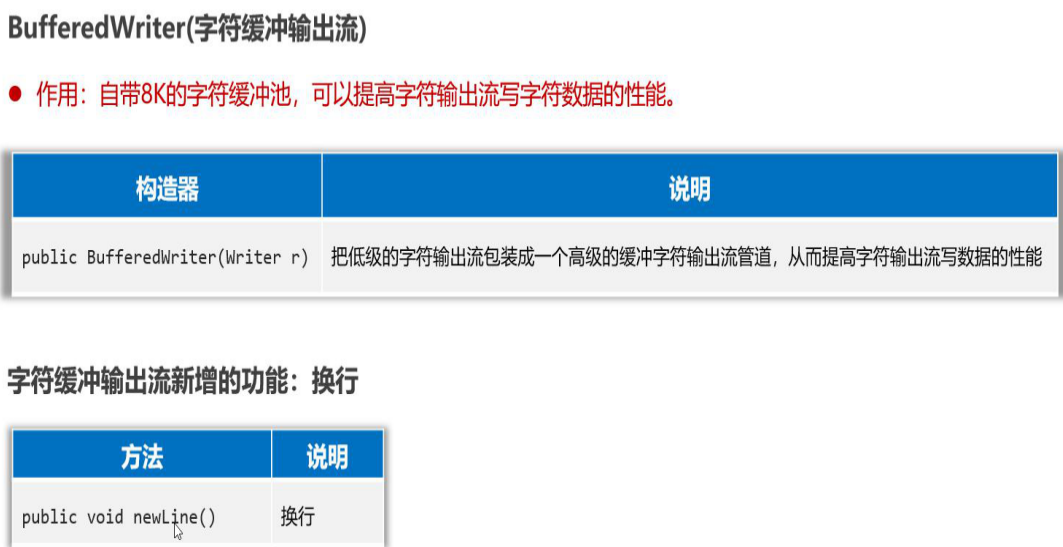 BufferedWriter(字符缓冲输出流)
● 作用：自带8K的字符缓冲池，可以提高字符输出流写字符数据的性能。
构造器 说明
public BufferedWriter(Writer r) 把低级的字符输出流包装成一个高级的缓冲字符输出流管道，从而提高字符输出流写数据的性能
字符缓冲输出流新增的功能：换行
方法 说明
public void newLine() 换行